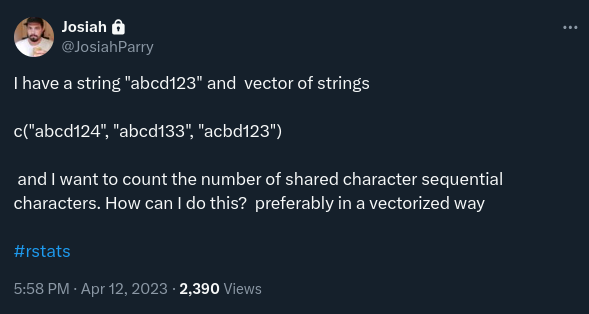 Josiah
@JosiahParry
I have a string "abcd123" and  vector of strings
c("abcd124", "abcd133", "acbd123")
and I want to count the number of shared character sequential
characters. How can I do this?  preferably in a vectorized way
#rstats
5:58 PM · Apr 12, 2023 · 2,390 Views